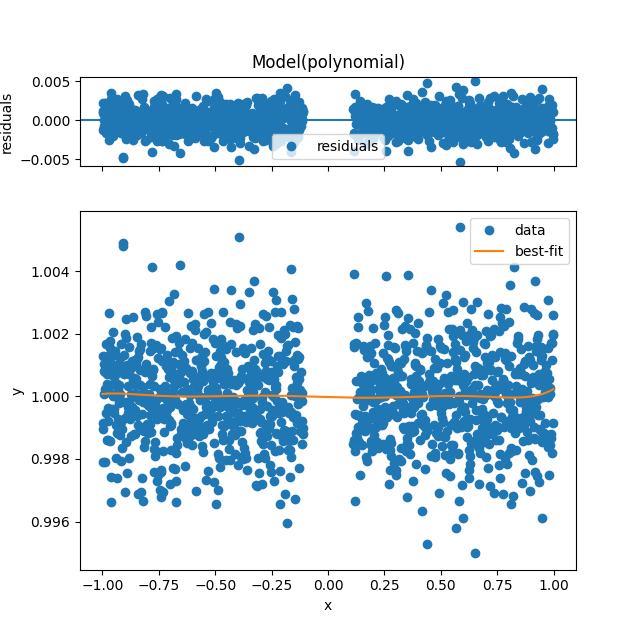 Model(polynomial)
residuals
0.005
0.000
−0.005
residuals
data
best-fit
y
1.004
1.002
1.000
0.998
0.996
−1.00 −0.75 −0.50 −0.25 0.00 0.25 0.50 0.75 1.00
x